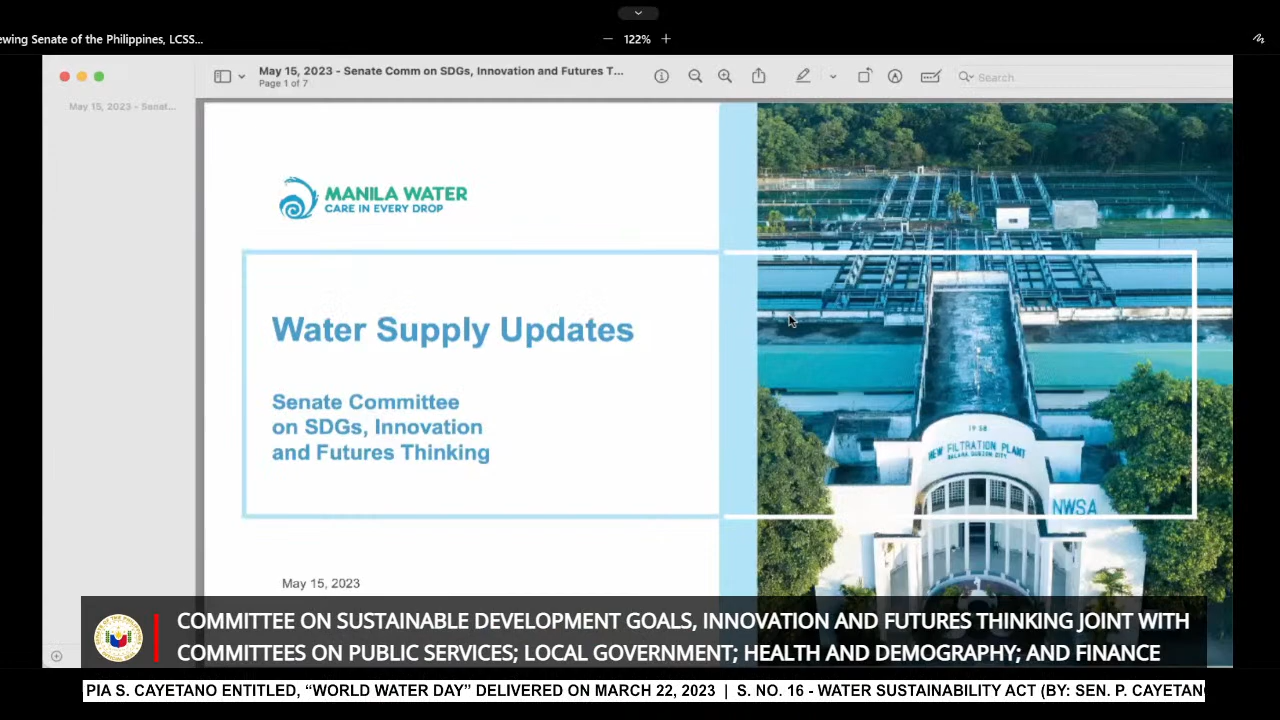 ewing Senate of the Philippines, LCSS...
122%
May 15, 2023 - Senate Comm on SDGs, Innovation and Futures T...
Page 1 of 7
Search
May 15, 2023 - Senat...
MANILA WATER
CARE IN EVERY DROP
Water Supply Updates
Senate Committee
on SDGs, Innovation
and Futures Thinking
May 15, 2023
1958
NEW FILTRATION PLANT
BALARA QUEZON CITY
NWSA
COMMITTEE ON SUSTAINABLE DEVELOPMENT GOALS, INNOVATION AND FUTURES THINKING JOINT WITH
COMMITTEES ON PUBLIC SERVICES; LOCAL GOVERNMENT; HEALTH AND DEMOGRAPHY; AND FINANCE
PIA S. CAYETANO ENTITLED, “WORLD WATER DAY” DELIVERED ON MARCH 22, 2023 | S. NO. 16 - WATER SUSTAINABILITY ACT (BY: SEN. P. CAYETAN